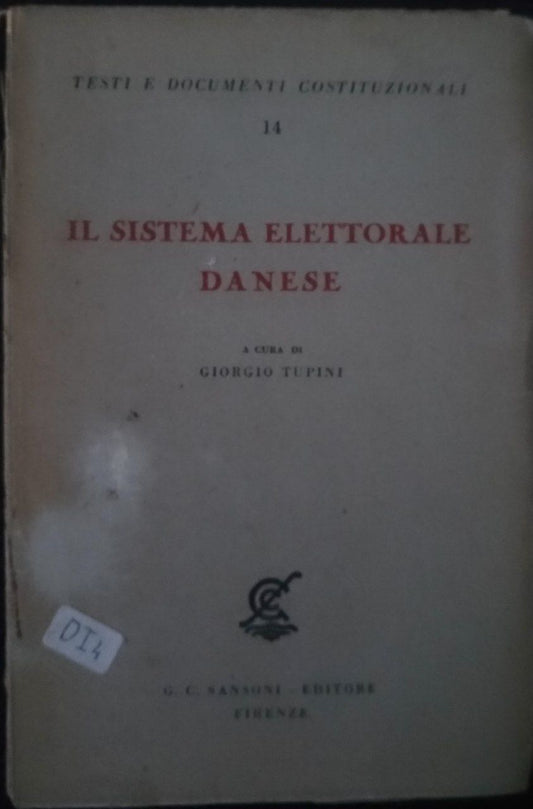 TESTI E DOCUMENTI COSTITUZIONALI
14
IL SISTEMA ELETTORALE
DANESE
A CURA DI
GIORGIO TUPINI
DI4
G. C. SANSONI - EDITORE
FIRENZE